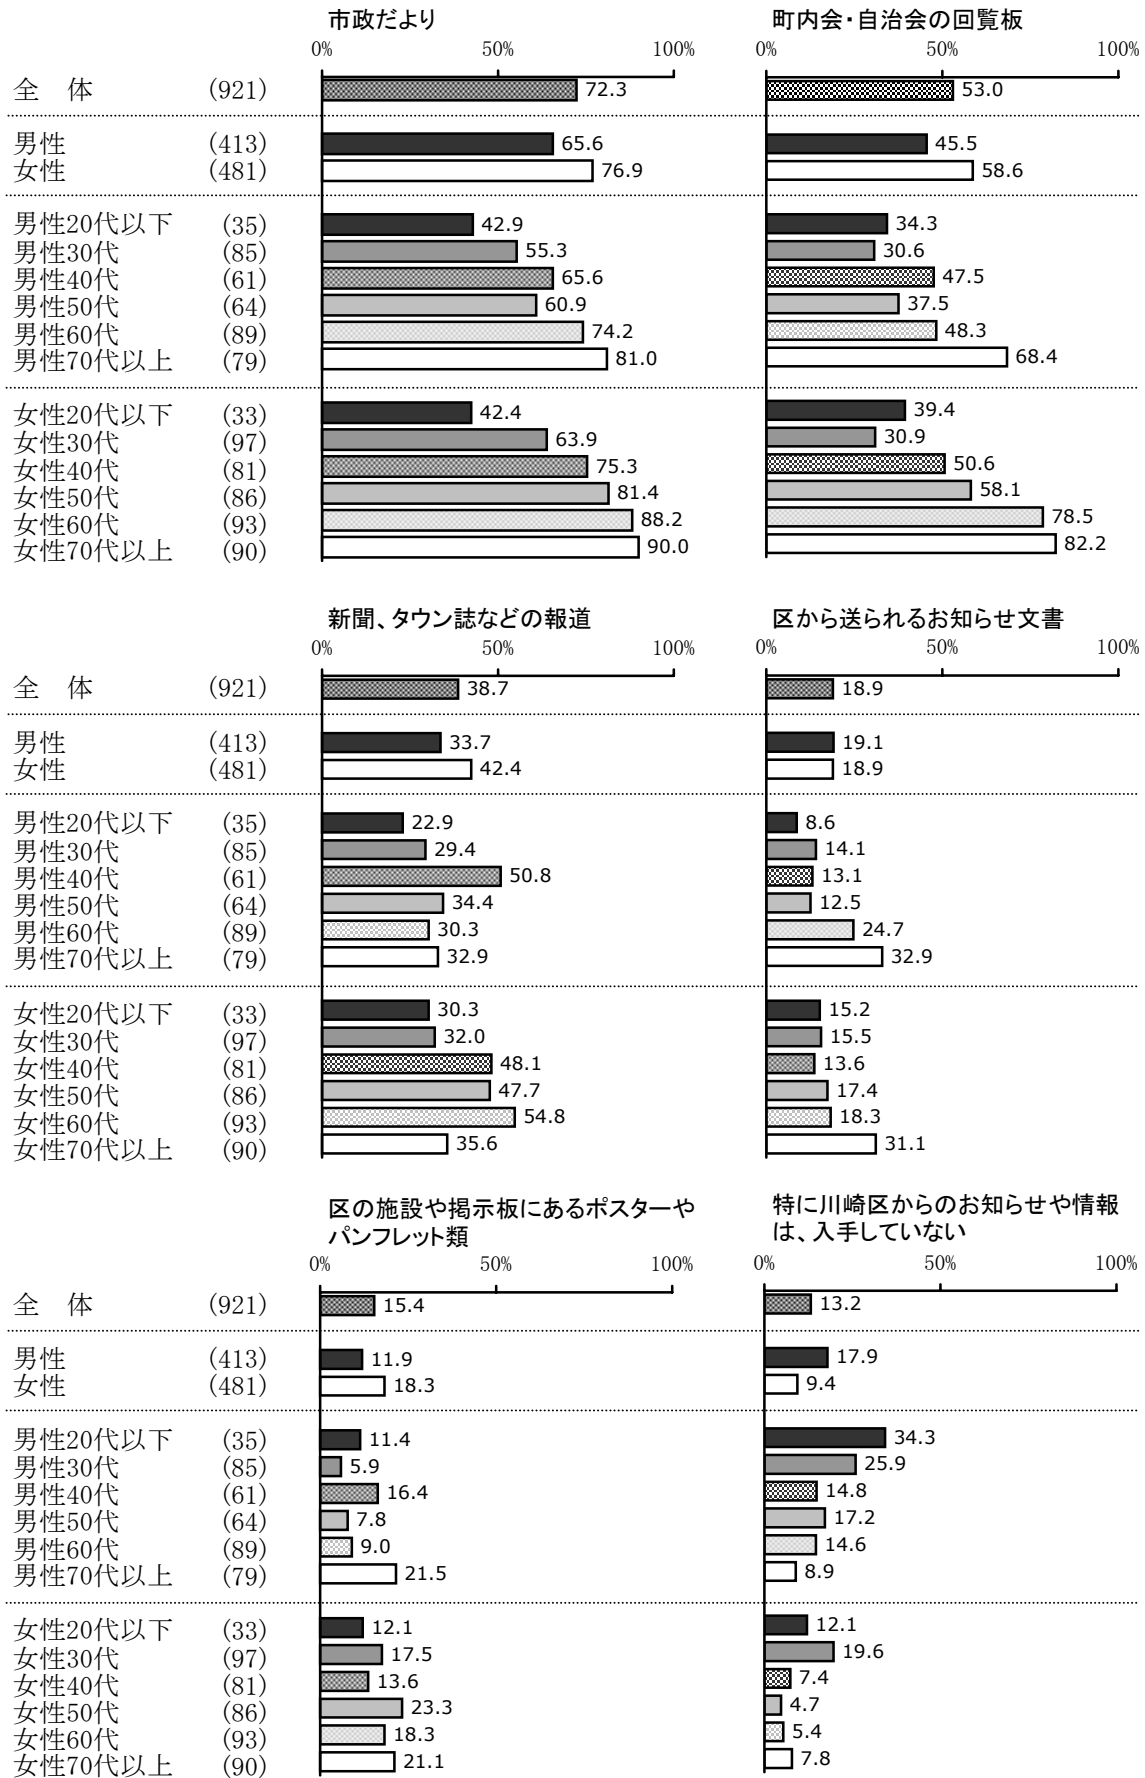 市政だより 町内会・自治会の回覧板
0% 50% 100% 0% 50% 100%
全 体 (921) 72.3 53.0
男性 (413) 65.6 45.5
女性 (481) 76.9 58.6
男性20代以下 (35) 42.9 34.3
男性30代 (85) 55.3 30.6
男性40代 (61) 65.6 47.5
男性50代 (64) 60.9 37.5
男性60代 (89) 74.2 48.3
男性70代以上 (79) 81.0 68.4
女性20代以下 (33) 42.4 39.4
女性30代 (97) 63.9 30.9
女性40代 (81) 75.3 50.6
女性50代 (86) 81.4 58.1
女性60代 (93) 88.2 78.5
女性70代以上 (90) 90.0 82.2
新聞、タウン誌などの報道 区から送られるお知らせ文書
0% 50% 100% 0% 50% 100%
全 体 (921) 38.7 18.9
男性 (413) 33.7 19.1
女性 (481) 42.4 18.9
男性20代以下 (35) 22.9 8.6
男性30代 (85) 29.4 14.1
男性40代 (61) 50.8 13.1
男性50代 (64) 34.4 12.5
男性60代 (89) 30.3 24.7
男性70代以上 (79) 32.9 32.9
女性20代以下 (33) 30.3 15.2
女性30代 (97) 32.0 15.5
女性40代 (81) 48.1 13.6
女性50代 (86) 47.7 17.4
女性60代 (93) 54.8 18.3
女性70代以上 (90) 35.6 31.1
区の施設や掲示板にあるポスターや 特に川崎区からのお知らせや情報
パンフレット類 は、入手していない
0% 50% 100% 0% 50% 100%
全 体 (921) 15.4 13.2
男性 (413) 11.9 17.9
女性 (481) 18.3 9.4
男性20代以下 (35) 11.4 34.3
男性30代 (85) 5.9 25.9
男性40代 (61) 16.4 14.8
男性50代 (64) 7.8 17.2
男性60代 (89) 9.0 14.6
男性70代以上 (79) 21.5 8.9
女性20代以下 (33) 12.1 12.1
女性30代 (97) 17.5 19.6
女性40代 (81) 13.6 7.4
女性50代 (86) 23.3 4.7
女性60代 (93) 18.3 5.4
女性70代以上 (90) 21.1 7.8